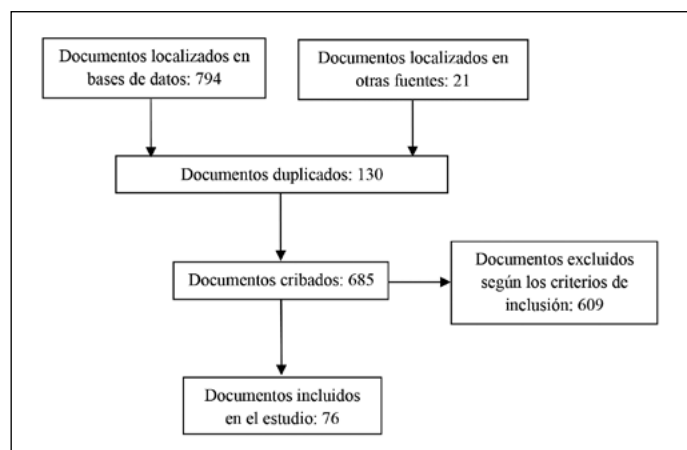 Documentos localizados en
bases de datos: 794
Documentos localizados en
otras fuentes: 21
Documentos duplicados: 130
Documentos cribados: 685
Documentos excluidos
según los criterios de
inclusión: 609
Documentos incluidos
en el estudio: 76